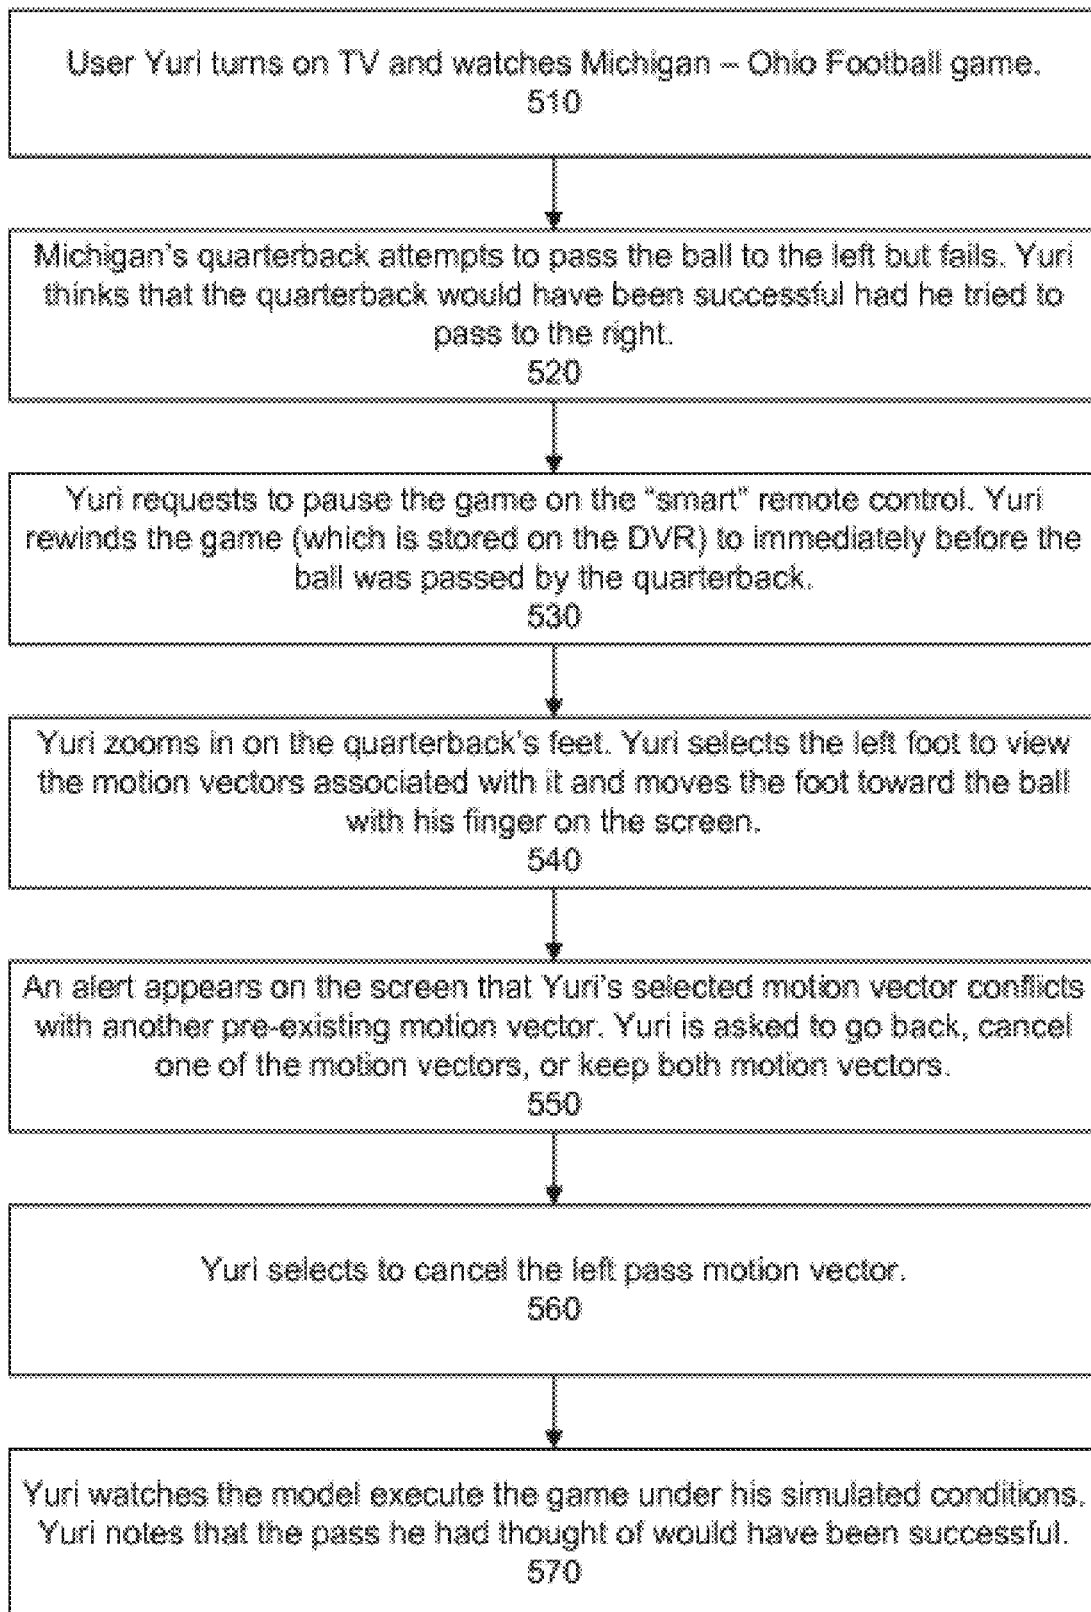 User Yuri turns on TV and watches Michigan – Ohio Football game.
510
Michigan's quarterback attempts to pass the ball to the left but fails. Yuri
thinks that the quarterback would have been successful had he tried to
pass to the right.
520
Yuri requests to pause the game on the "smart" remote control. Yuri
rewinds the game (which is stored on the DVR) to immediately before the
ball was passed by the quarterback.
530
Yuri zooms in on the quarterback's feet. Yuri selects the left foot to view
the motion vectors associated with it and moves the foot toward the ball
with his finger on the screen.
540
An alert appears on the screen that Yuri's selected motion vector conflicts
with another pre-existing motion vector. Yuri is asked to go back, cancel
one of the motion vectors, or keep both motion vectors.
550
Yuri selects to cancel the left pass motion vector.
560
Yuri watches the model execute the game under his simulated conditions.
Yuri notes that the pass he had thought of would have been successful.
570